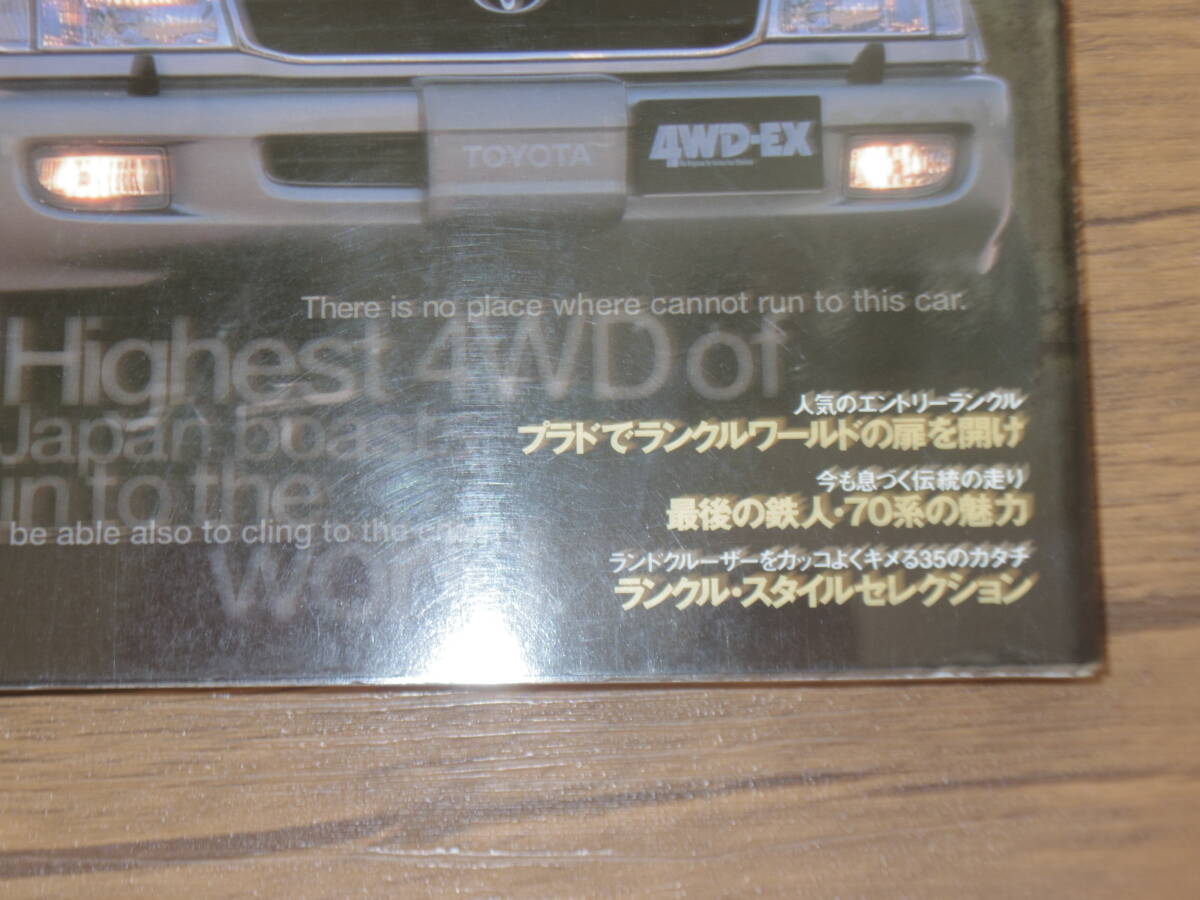 TOYOTA
4WD-EX
There is no place where cannot run to this car.
Highest 4WD of
Japan boast
un to the
be able also to cling to the
人気のエントリーランクル
プラドでランクルワールドの扉を開け
今も息づく伝統の走り
最後の鉄人・70系の魅力
ランドクルーザーをカッコよくキメる35のカタチ
ランクル・スタイルセレクション